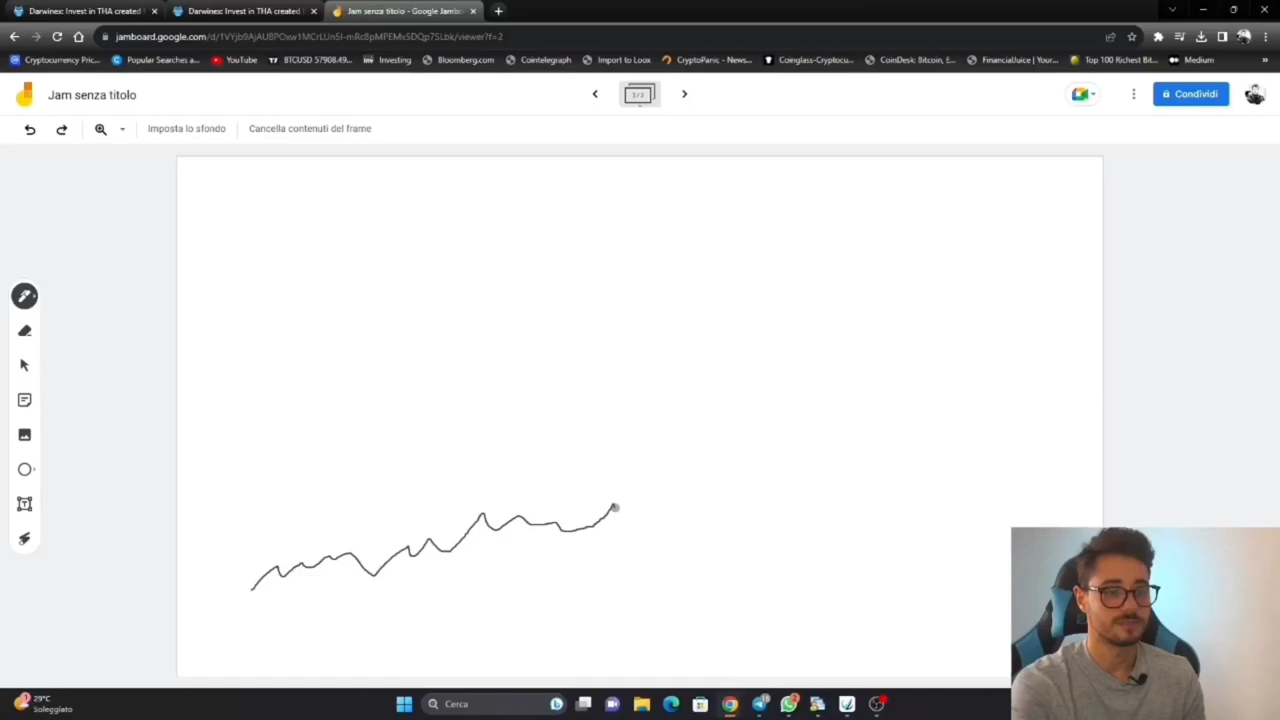 Darwinex: Invest in THA created
Darwinex: Invest in THA created
Jam senza titolo - Google Jambo
jamboard.google.com/d/1VYjb9AjAU8POxw1MCrLUn5I-mRc8pMPEMx5DQp7SLbk/viewer?f=2
Cryptocurrency Pric...
Popular Searches a...
YouTube
BTCUSD 57908.49...
Investing
Bloomberg.com
Cointelegraph
Import to Loox
CryptoPanic - News...
Coinglass-Cryptocu...
CoinDesk: Bitcoin, E...
FinancialJuice | Your...
Top 100 Richest Bit...
Medium
Jam senza titolo
Condividi
Imposta lo sfondo
Cancella contenuti del frame
29°C
Soleggiato
Cerca